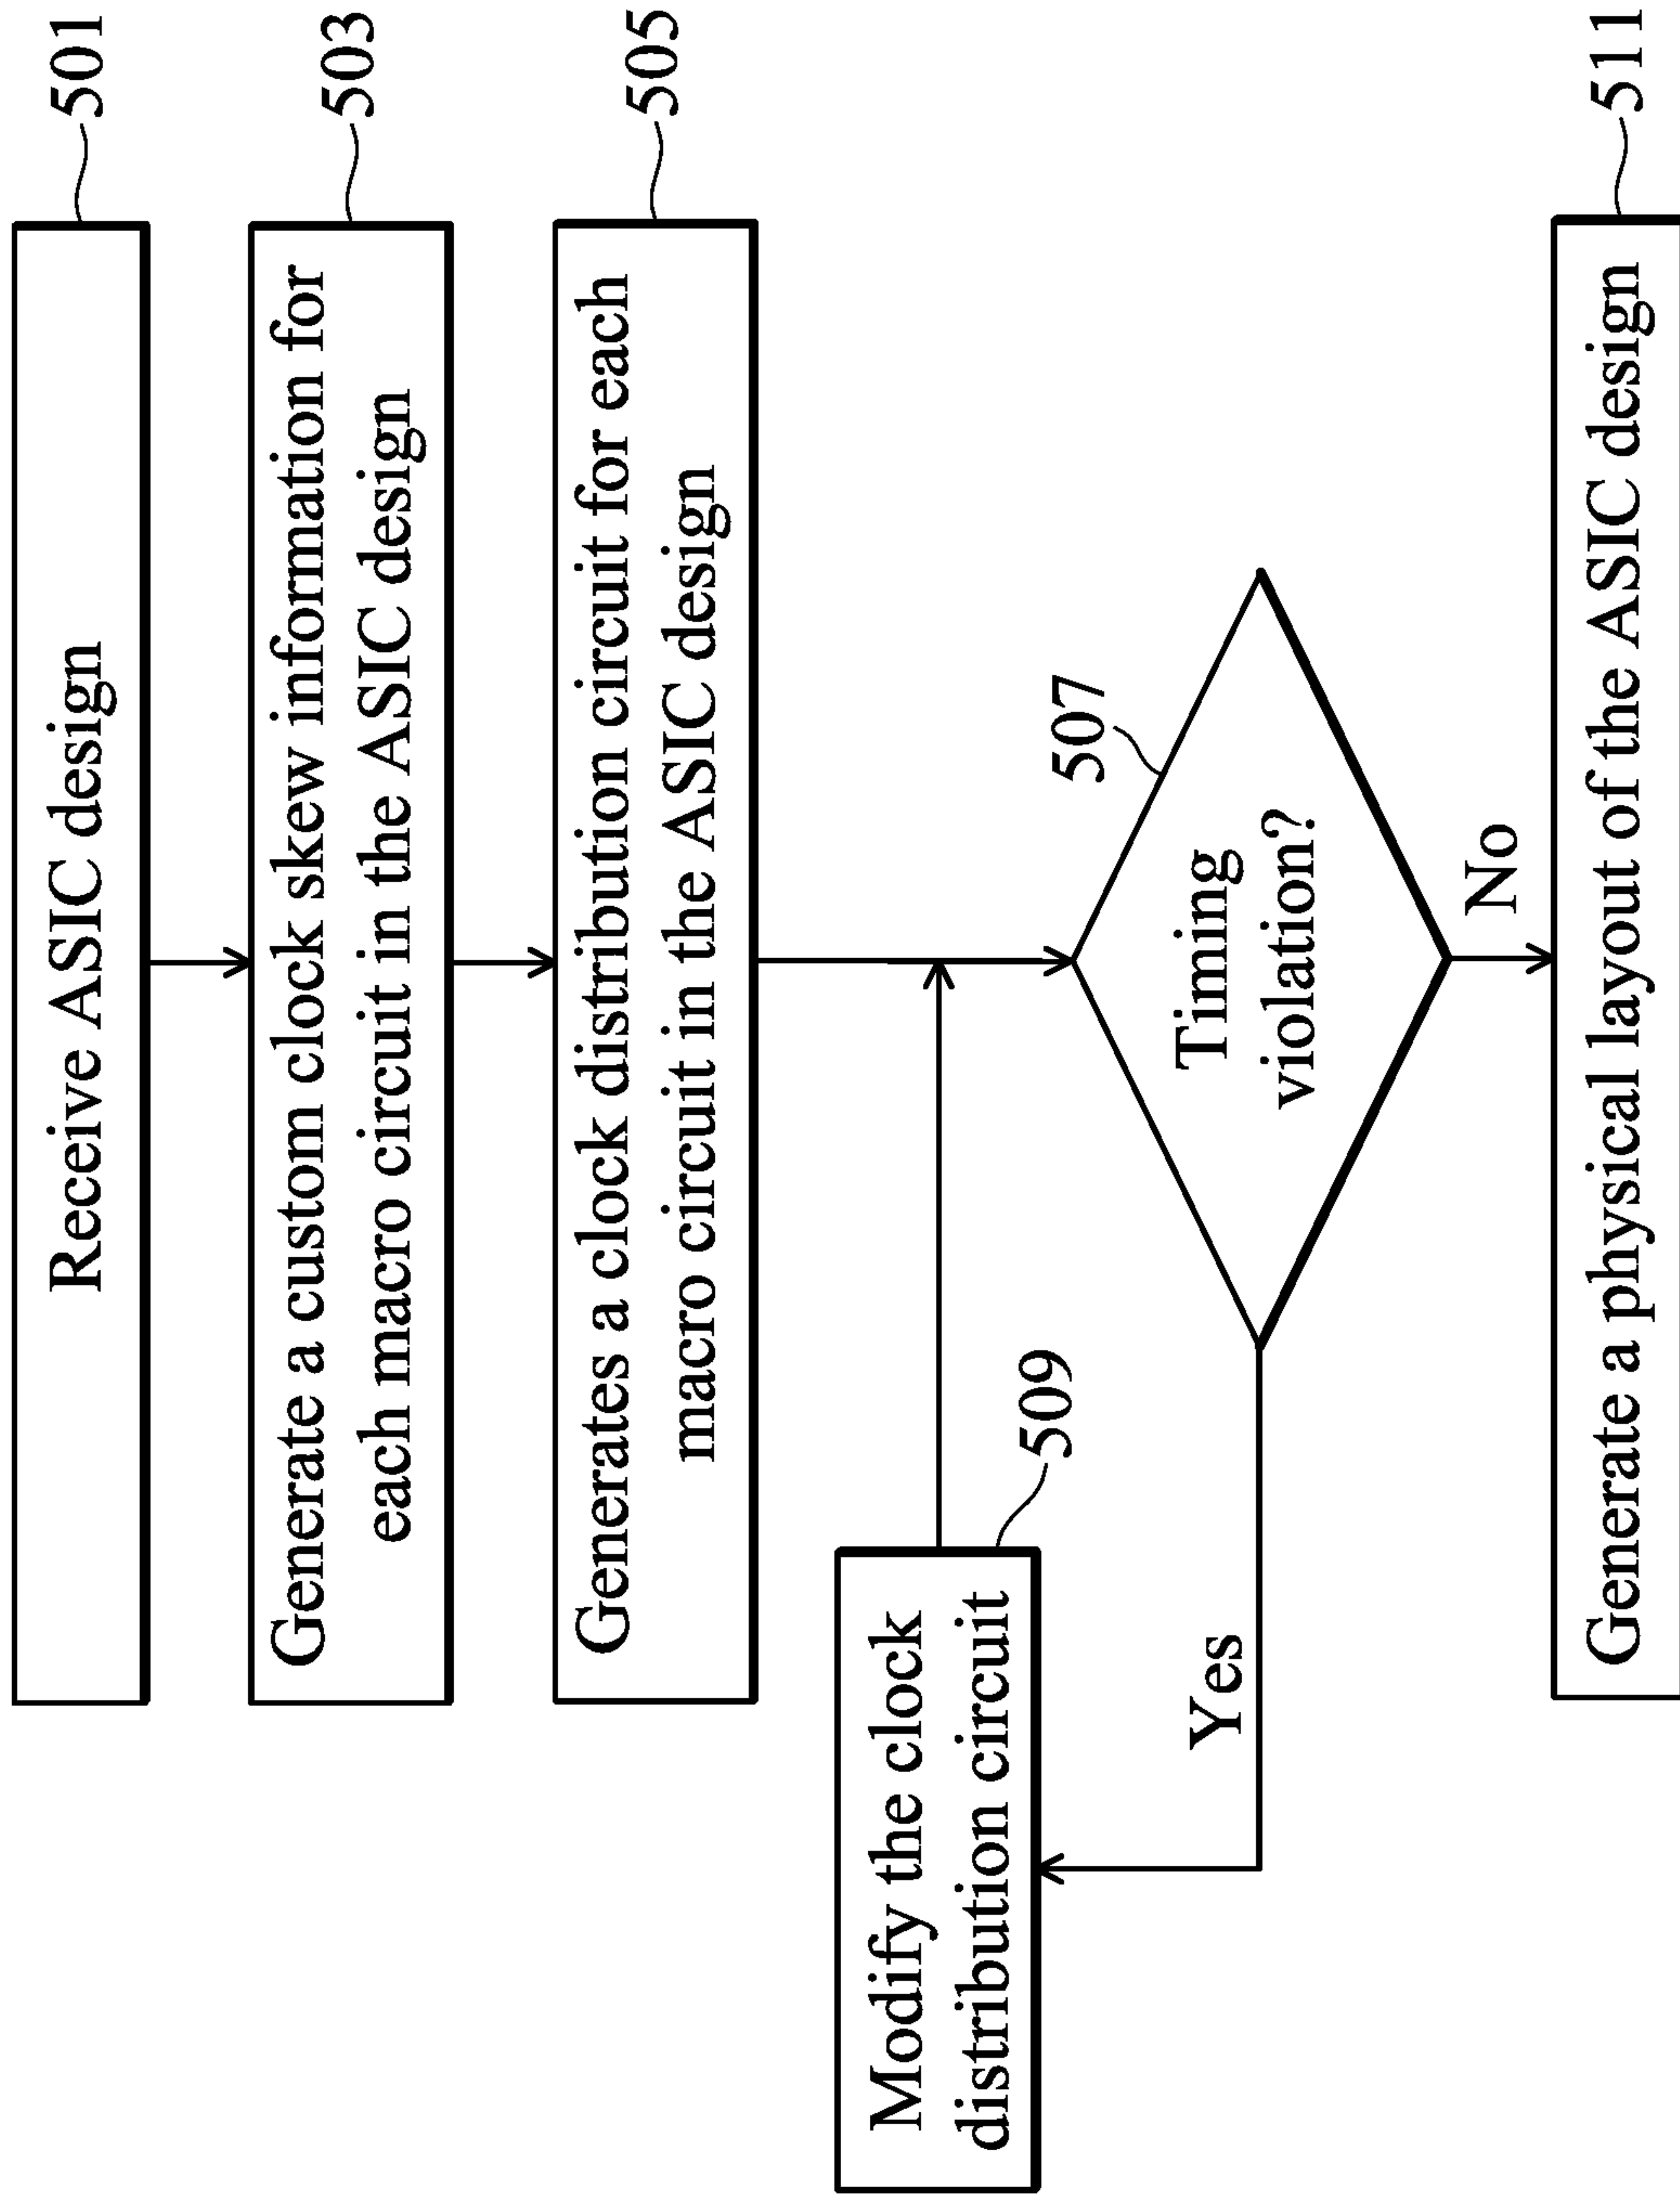 Receive ASIC design
501
Generate a custom clock skew information for
each macro circuit in the ASIC design
503
Generates a clock distribution circuit for each
macro circuit in the ASIC design
505
Modify the clock
distribution circuit
509
Timing
violation?
507
Yes
No
Generate a physical layout of the ASIC design
511